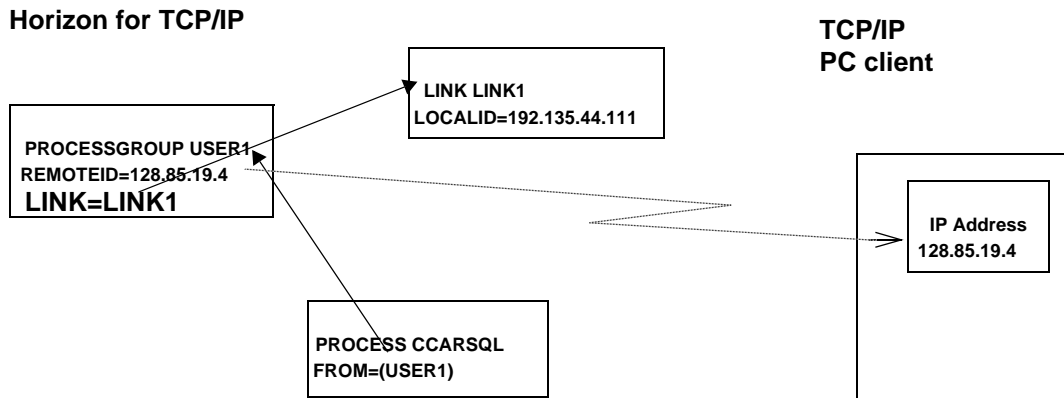 Horizon for TCP/IP
TCP/IP
PC client
LINK LINK1
LOCALID=192.135.44.111
PROCESSGROUP USER1
REMOTEID=128.85.19.4
LINK=LINK1
IP Address
128.85.19.4
PROCESS CCARSQL
FROM=(USER1)